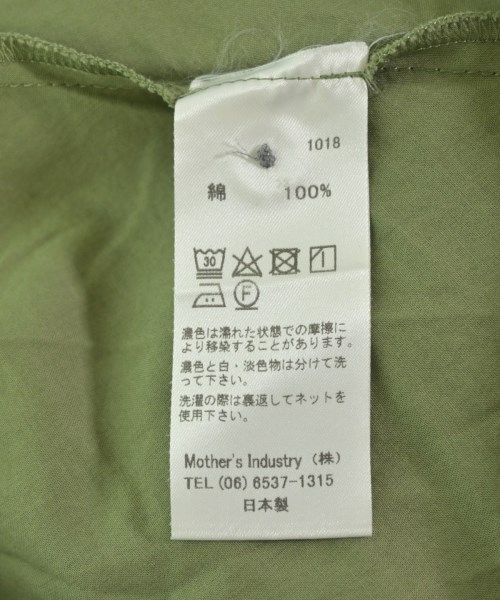 1018
綿 100%
30
F
濃色は濡れた状態での摩擦に
より移染することがあります。
濃色と白・淡色物は分けて洗
って下さい。
洗濯の際は裏返してネットを
使用下さい。
Mother's Industry (株)
TEL (06) 6537-1315
日本製